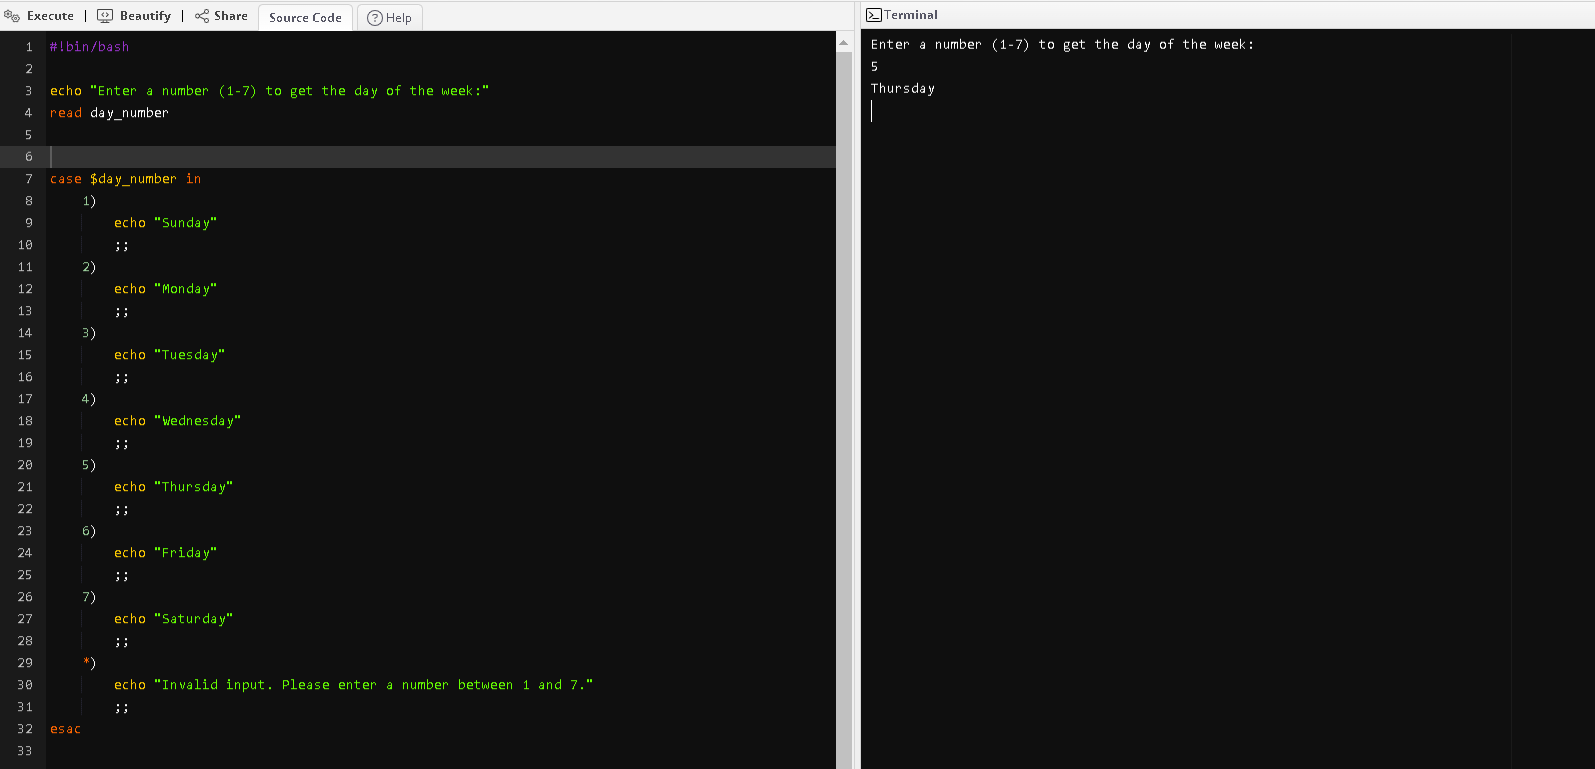 Execute | Beautify | Share Source Code Help
1 #!bin/bash
2
3 echo "Enter a number (1-7) to get the day of the week:"
4 read day_number
5
6
7 case $day_number in
8 1)
9 echo "Sunday"
10 ;;
11 2)
12 echo "Monday"
13 ;;
14 3)
15 echo "Tuesday"
16 ;;
17 4)
18 echo "Wednesday"
19 ;;
20 5)
21 echo "Thursday"
22 ;;
23 6)
24 echo "Friday"
25 ;;
26 7)
27 echo "Saturday"
28 ;;
29 *)
30 echo "Invalid input. Please enter a number between 1 and 7."
31 ;;
32 esac
33
Terminal
Enter a number (1-7) to get the day of the week:
5
Thursday